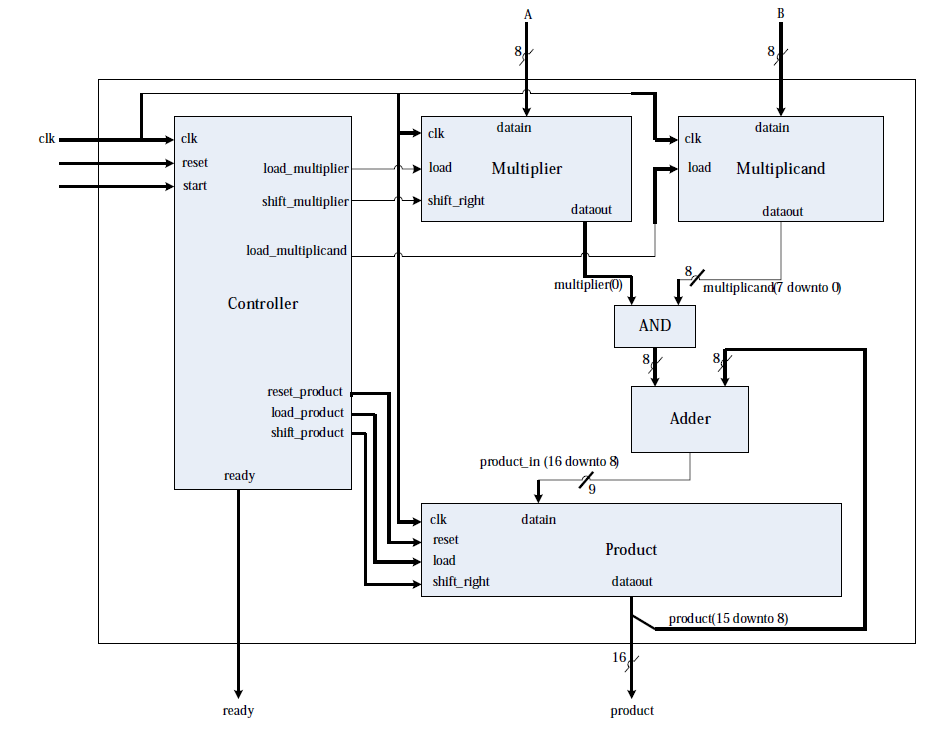 A
B
8
8
clk
clk
reset
start
load_multiplier
shift_multiplier
load_multiplicand
Controller
reset_product
load_product
shift_product
ready
datain
clk
load
Multiplier
shift_right
dataout
datain
clk
load
Multiplicand
dataout
multiplier(0)
8
multiplicand(7 downto 0)
AND
8
8
Adder
product_in (16 downto 8)
9
clk
datain
reset
Product
load
shift_right
dataout
product(15 downto 8)
16
ready
product